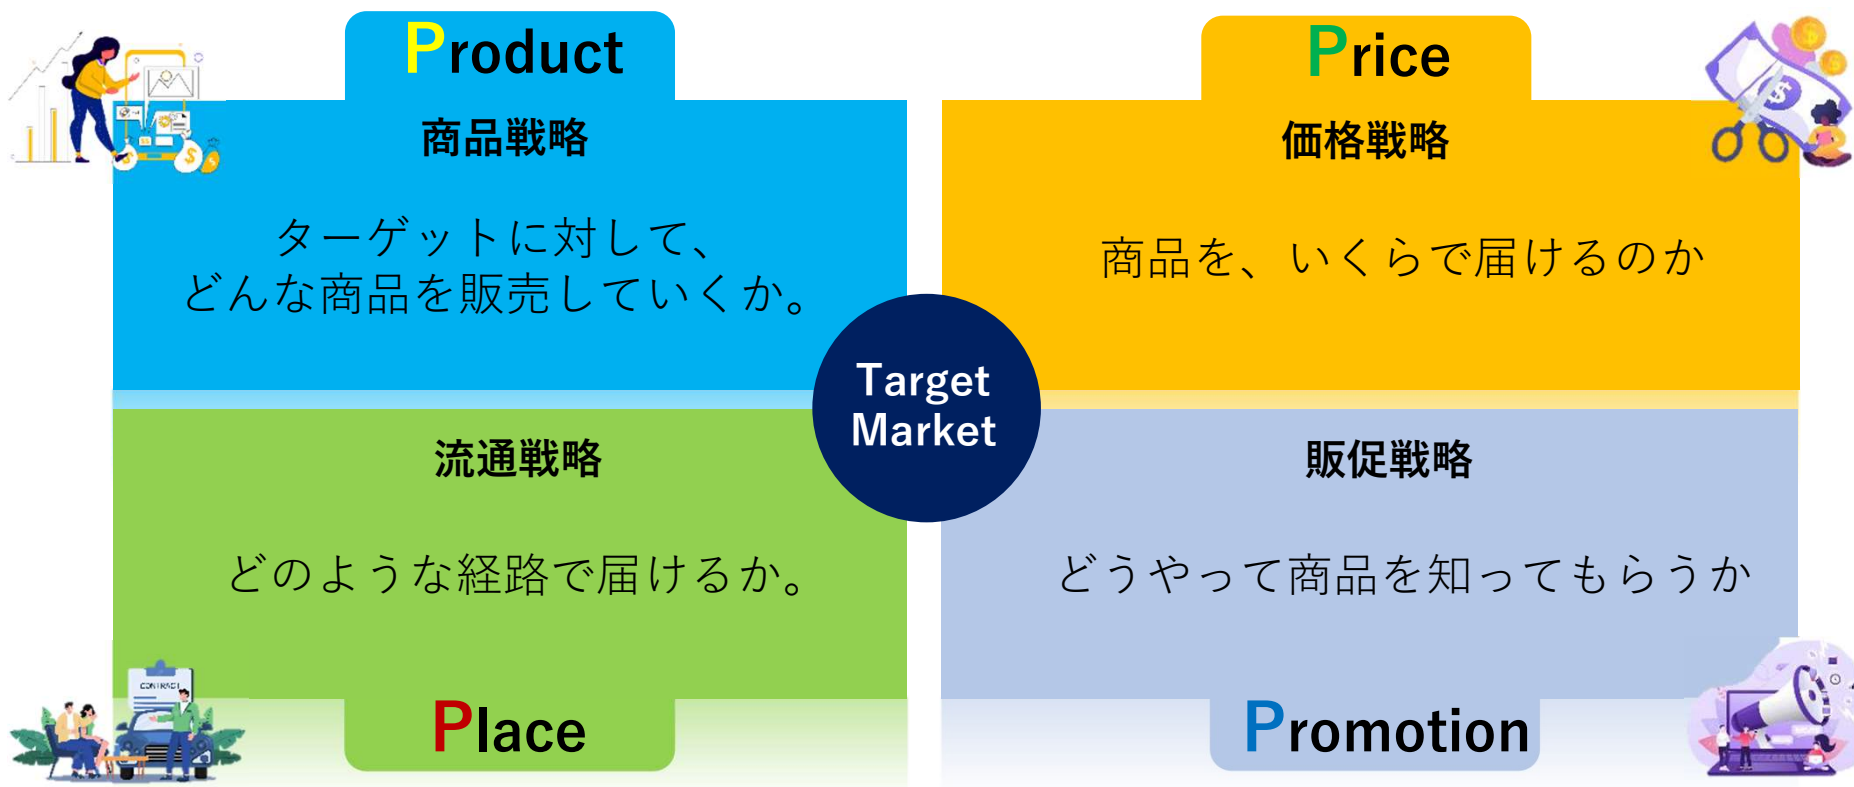 Product
商品戦略
ターゲットに対して、
どんな商品を販売していくか。
Price
価格戦略
商品を、いくらで届けるのか
Target
Market
流通戦略
どのような経路で届けるか。
Place
販促戦略
どうやって商品を知ってもらうか
Promotion
CONTRACT